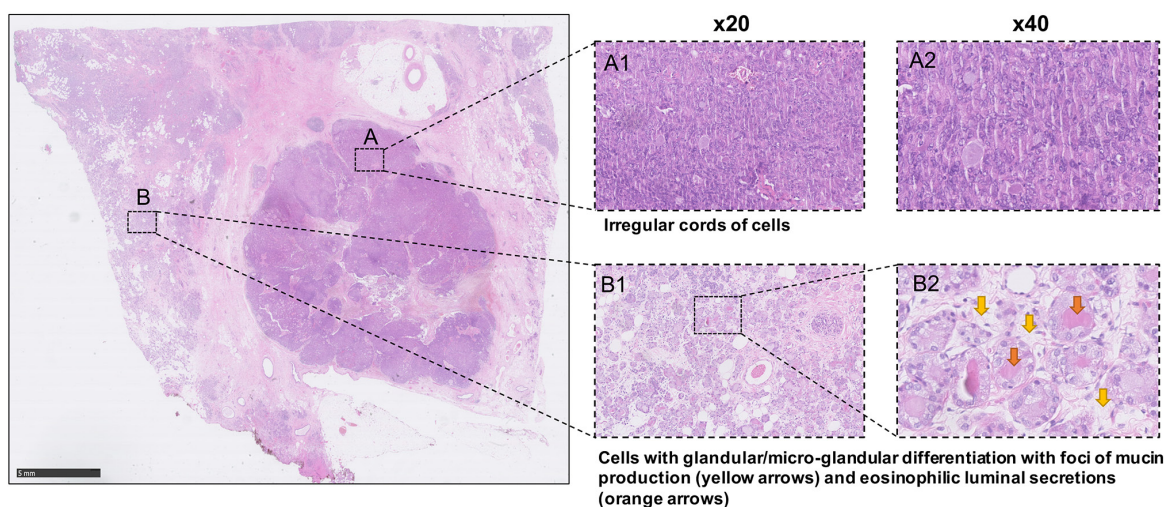 x20
x40
A
A1
A2
Irregular cords of cells
B
B1
B2
5 mm
Cells with glandular/micro-glandular differentiation with foci of mucin
production (yellow arrows) and eosinophilic luminal secretions
(orange arrows)